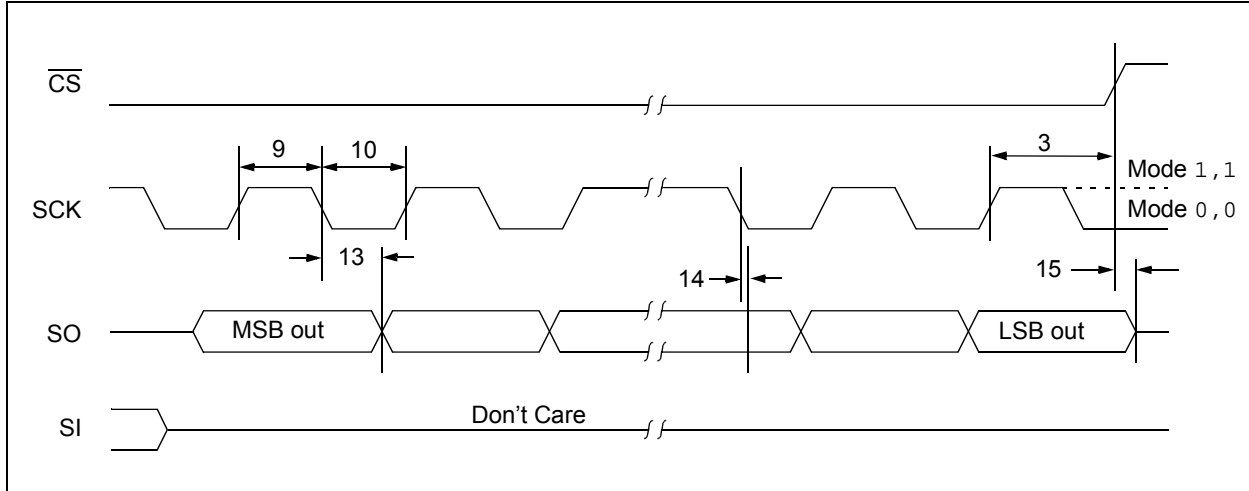 CS
9
10
3
Mode 1,1
SCK
Mode 0,0
13
14
15
SO
MSB out
LSB out
Don't Care
SI